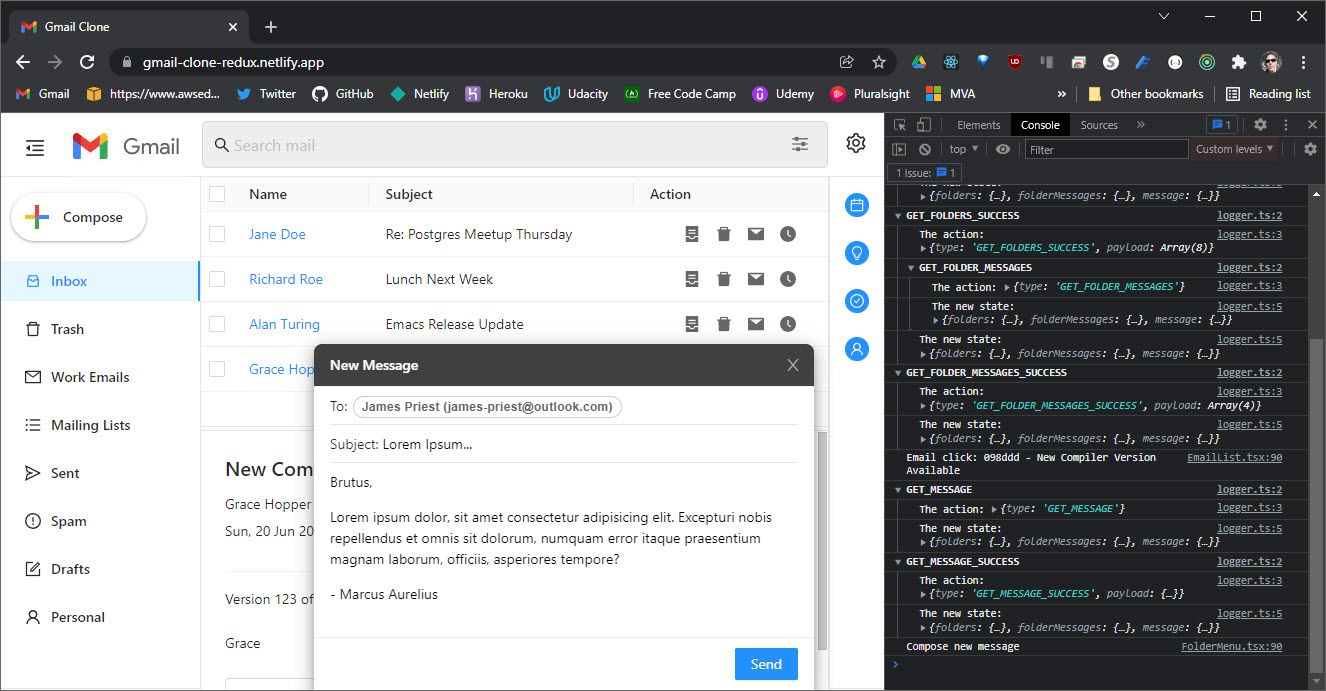 Gmail Clone
gmail-clone-redux.netlify.app
Gmail
https://www.awsed...
Twitter
GitHub
Netlify
Heroku
Udacity
Free Code Camp
Udemy
Pluralsight
MVA
»
Other bookmarks
Reading list
Gmail
Search mail
Compose
Inbox
Trash
Work Emails
Mailing Lists
Sent
Spam
Drafts
Personal
Name Subject Action
Jane Doe Re: Postgres Meetup Thursday
Richard Roe Lunch Next Week
Alan Turing Emacs Release Update
Grace Hop
New Com
Grace Hopper
Sun, 20 Jun 20
Version 123 of
Grace
New Message
To: James Priest (james-priest@outlook.com)
Subject: Lorem Ipsum...
Brutus,
Lorem ipsum dolor, sit amet consectetur adipisicing elit. Excepturi nobis
repellendus et omnis sit dolorum, numquam error itaque praesentium
magnam laborum, officiis, asperiores tempore?
- Marcus Aurelius
Send
Elements Console Sources » 1
top Filter Custom levels
1 Issue: 1
{folders: {…}, folderMessages: {…}, message: {…}}
GET_FOLDERS_SUCCESS logger.ts:2
The action: logger.ts:3
{type: 'GET_FOLDERS_SUCCESS', payload: Array(8)}
GET_FOLDER_MESSAGES logger.ts:2
The action: {type: 'GET_FOLDER_MESSAGES'} logger.ts:3
The new state: logger.ts:5
{folders: {…}, folderMessages: {…}, message: {…}}
The new state: logger.ts:5
{folders: {…}, folderMessages: {…}, message: {…}}
GET_FOLDER_MESSAGES_SUCCESS logger.ts:2
The action: logger.ts:3
{type: 'GET_FOLDER_MESSAGES_SUCCESS', payload: Array(4)}
The new state: logger.ts:5
{folders: {…}, folderMessages: {…}, message: {…}}
Email click: 098ddd - New Compiler Version EmailList.tsx:90
Available
GET_MESSAGE logger.ts:2
The action: {type: 'GET_MESSAGE'} logger.ts:3
The new state: logger.ts:5
{folders: {…}, folderMessages: {…}, message: {…}}
GET_MESSAGE_SUCCESS logger.ts:2
The action: logger.ts:3
{type: 'GET_MESSAGE_SUCCESS', payload: {…}}
The new state: logger.ts:5
{folders: {…}, folderMessages: {…}, message: {…}}
Compose new message FolderMenu.tsx:90